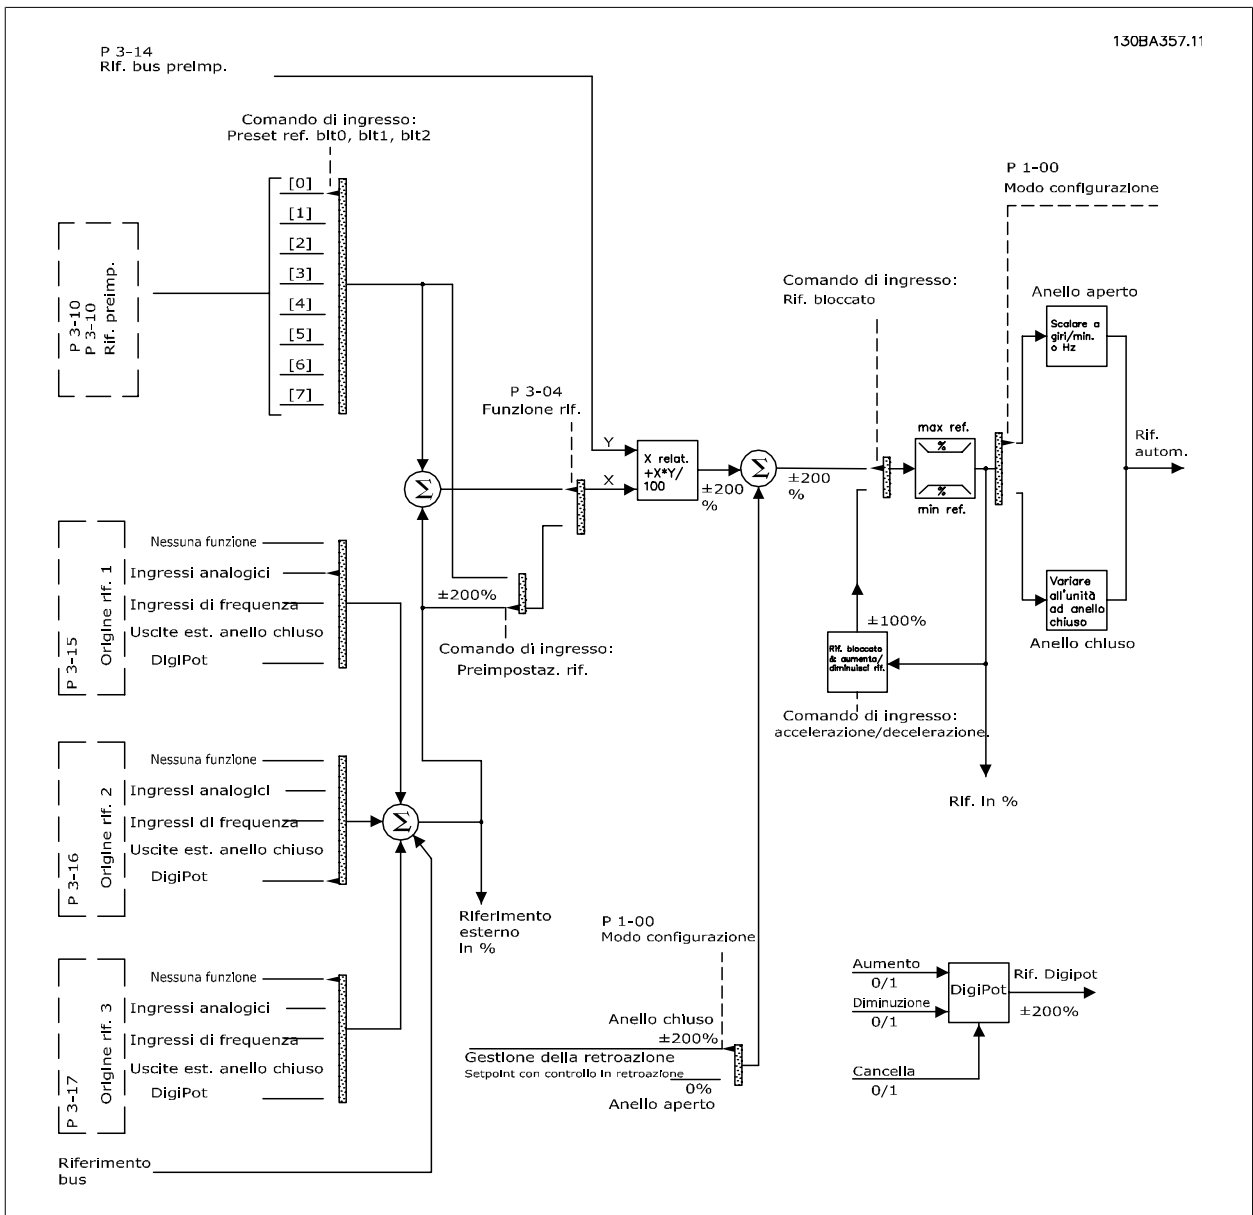 130BA357.11
P 3-14
Rif. bus preimp.
Comando di ingresso:
Preset ref. bit0, bit1, bit2
[0]
[1]
[2]
[3]
[4]
[5]
[6]
[7]
P 3-10
P 3-10
Rif. preimp.
P 1-00
Modo configurazione
Comando di ingresso:
Rif. bloccato
Anello aperto
Scalare a
giri/min.
o Hz
P 3-04
Funzione rif.
Y
X
X relat.
+X*Y/
100
±200
%
Σ
±200
%
max ref.
%
%
min ref.
Rif.
autom.
Σ
Variare
all'unità
ad anello
chiuso
Anello chiuso
±200%
Comando di ingresso:
Preimpostaz. rif.
±100%
Rif. bloccato
& aumenta/
diminuisci rif.
Comando di ingresso:
accelerazione/decelerazione.
Rif. in %
P 3-15
Origine rif. 1
Nessuna funzione
Ingressi analogici
Ingressi di frequenza
Uscite est. anello chiuso
DigiPot
P 3-16
Origine rif. 2
Nessuna funzione
Ingressi analogici
Ingressi di frequenza
Uscite est. anello chiuso
DigiPot
Σ
Riferimento
esterno
in %
P 3-17
Origine rif. 3
Nessuna funzione
Ingressi analogici
Ingressi di frequenza
Uscite est. anello chiuso
DigiPot
Riferimento
bus
P 1-00
Modo configurazione
Anello chiuso
±200%
Gestione della retroazione
Setpoint con controllo in retroazione
0%
Anello aperto
Aumento
0/1
Diminuzione
0/1
Cancella
0/1
DigiPot
Rif. Digipot
±200%